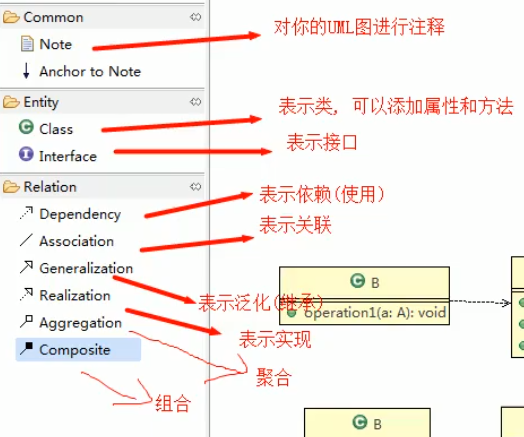 Common
对你的UML图进行注释
Note
Anchor to Note
Entity
表示类, 可以添加属性和方法
Class
表示接口
Interface
Relation
表示依赖(使用)
Dependency
表示关联
Association
Generalization
B
Realization
表示泛化(继承)
operation1(a: A): void
Aggregation
表示实现
Composite
聚合
组合
B